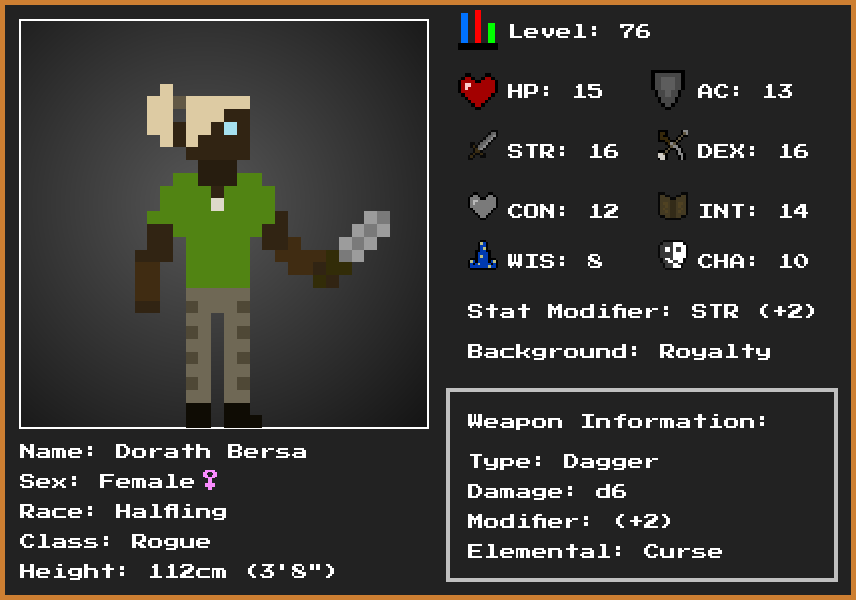 Level: 76
HP: 15
AC: 13
STR: 16
DEX: 16
CON: 12
INT: 14
WIS: 8
CHA: 10
Stat Modifier: STR (+2)
Background: Royalty
Weapon Information:
Type: Dagger
Damage: d6
Modifier: (+2)
Elemental: Curse
Name: Dorath Bersa
Sex: Female♀
Race: Halfling
Class: Rogue
Height: 112cm (3'8")